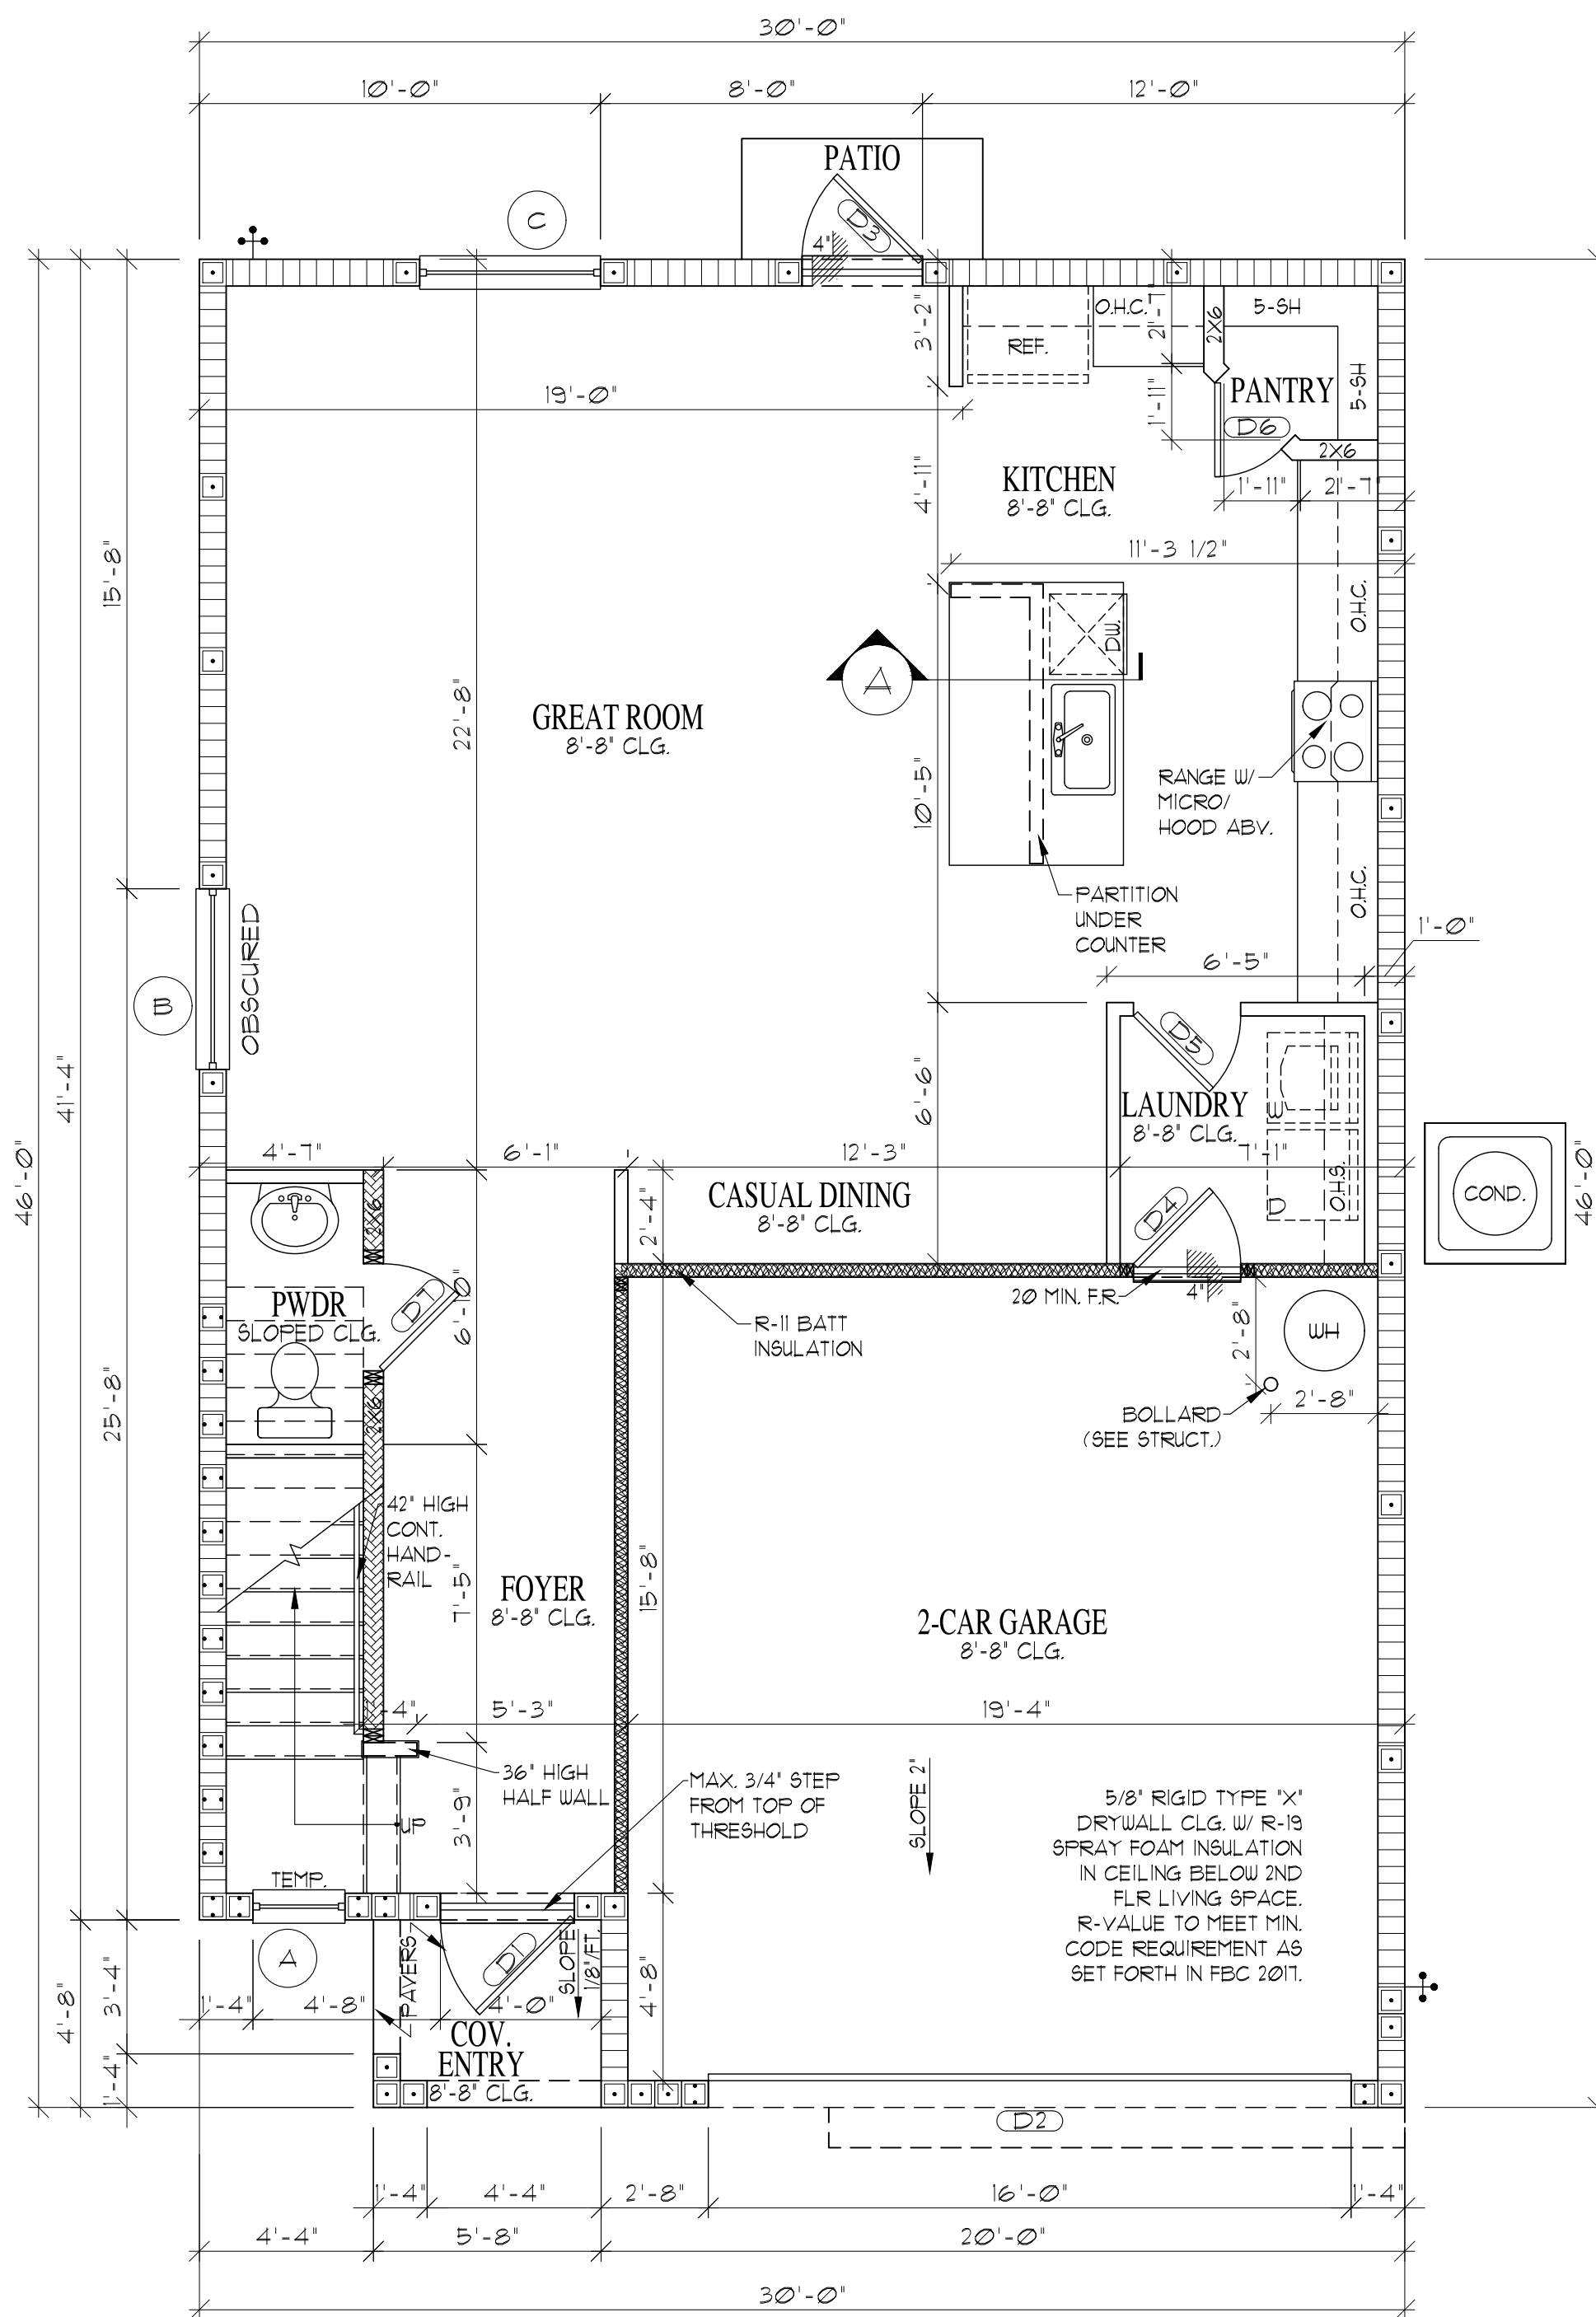 30'-0"
10'-0"
8'-0"
12'-0"
PATIO
C
D3
4"
3'-2"
O.H.C.
2'-7"
2X6
5-SH
REF.
5-SH
PANTRY
D6
1'-11"
2X6
19'-0"
4'-11"
KITCHEN
8'-8" CLG.
1'-11"
2'-7"
11'-3 1/2"
15'-8"
O.H.C.
DW.
A
22'-8"
GREAT ROOM
8'-8" CLG.
10'-5"
RANGE W/
MICRO/
HOOD ABV.
PARTITION
UNDER
COUNTER
O.H.C.
1'-0"
6'-5"
OBSCURED
B
D5
41'-4"
46'-0"
6'-6"
LAUNDRY
8'-8" CLG.
W
4'-7"
6'-1"
12'-3"
7'-1"
COND.
46'-0"
2X6
2'-4"
CASUAL DINING
8'-8" CLG.
D4
D
O.H.S.
20 MIN. F.R.
4"
PWDR
SLOPED CLG.
D7
6'-0"
R-11 BATT
INSULATION
2'-8"
WH
25'-8"
2X6
BOLLARD
(SEE STRUCT.)
2'-8"
42" HIGH
CONT.
HAND-
RAIL
7'-5"
FOYER
8'-8" CLG.
15'-8"
2-CAR GARAGE
8'-8" CLG.
1'-4"
5'-3"
19'-4"
36" HIGH
HALF WALL
MAX. 3/4" STEP
FROM TOP OF
THRESHOLD
SLOPE 2"
UP
3'-9"
5/8" RIGID TYPE "X"
DRYWALL CLG. W/ R-19
SPRAY FOAM INSULATION
IN CEILING BELOW 2ND
FLR LIVING SPACE.
R-VALUE TO MEET MIN.
CODE REQUIREMENT AS
SET FORTH IN FBC 2017.
TEMP.
A
PAVERS
D1
SLOPE
1/8"/FT.
4'-8"
3'-4"
4'-8"
1'-4"
4'-8"
4'-0"
COV.
ENTRY
8'-8" CLG.
1'-4"
D2
1'-4"
4'-4"
2'-8"
16'-0"
1'-4"
4'-4"
5'-8"
20'-0"
30'-0"